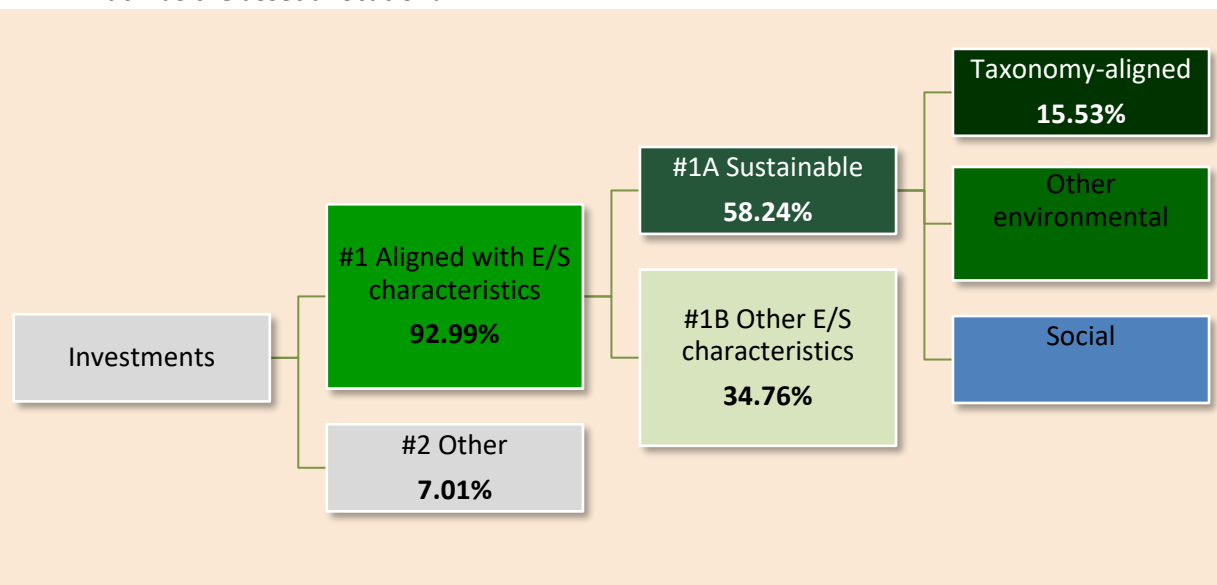 Investments
#1 Aligned with E/S
characteristics
92.99%
#2 Other
7.01%
#1A Sustainable
58.24%
#1B Other E/S
characteristics
34.76%
Taxonomy-aligned
15.53%
Other
environmental
Social